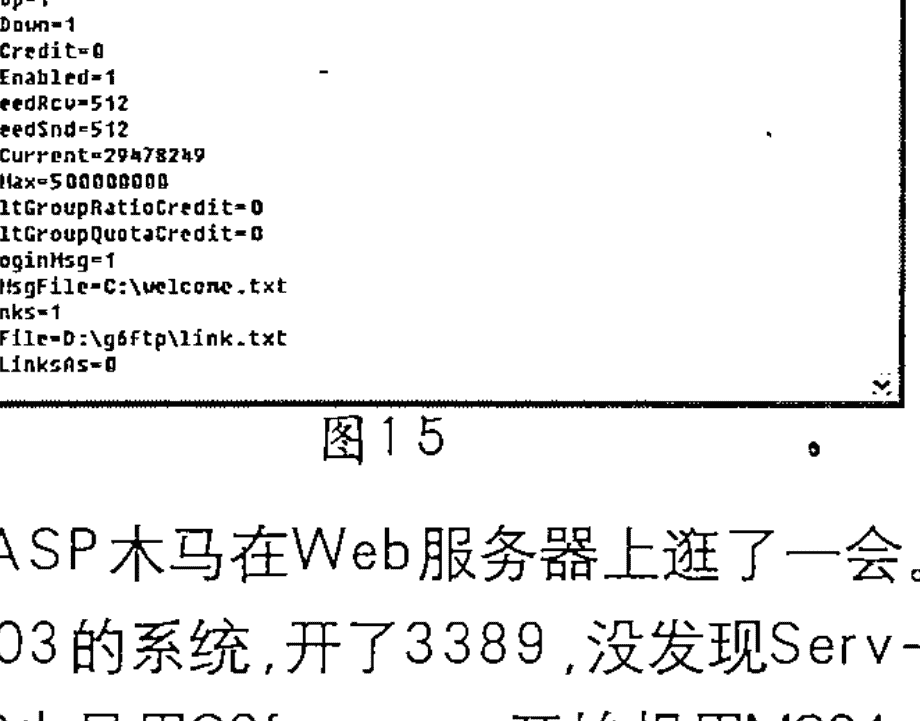 Down=1
Credit=0
Enabled=1
eedRcv=512
eedSnd=512
Current=29478249
Max=500000000
ltGroupRatioCredit=0
ltGroupQuotaCredit=0
oginMsg=1
MsgFile=C:\welcome.txt
nks=1
File=D:\g6ftp\link.txt
LinksAs=0
图15
ASP木马在Web服务器上逛了一会。
03的系统,开了3389,没发现Serv-